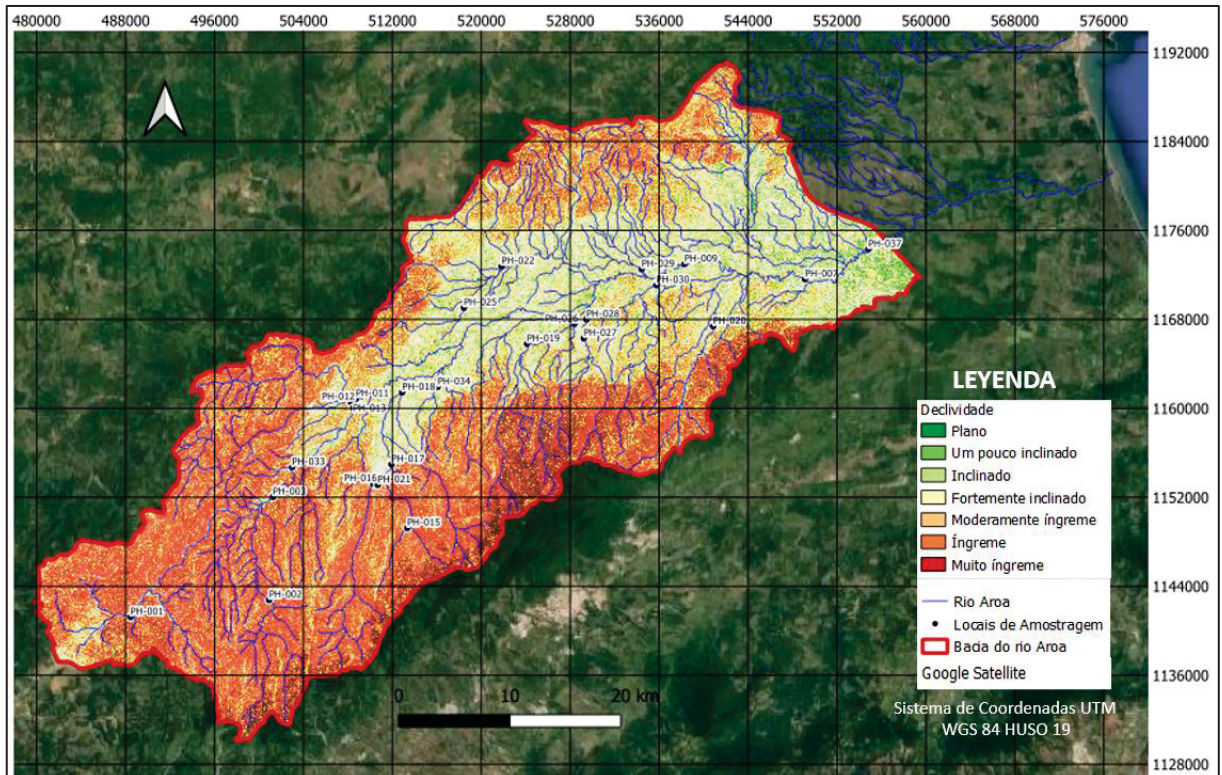 4800000 488000 496000 504000 512000 520000 528000 536000 544000 552000 560000 568000 576000
1192000
1184000
1176000
PH-037
PH-022
PH-029
PH-009
PH-007
PH-030
PH-025
1168000
PH-028
PH-020
PH-019
PH-027
PH-018
PH-034
PH-012
PH-011
PH-013
1160000
PH-033
PH-017
PH-016
PH-021
1152000
PH-003
PH-015
1144000
PH-002
PH-001
1136000
1128000
0 10 20 km
LEYENDA
Declividade
Plano
Um pouco inclinado
Inclinado
Fortemente inclinado
Moderamente íngreme
Íngreme
Muito íngreme
Rio Aroa
Locais de Amostragem
Bacia do rio Aroa
Google Satellite
Sistema de Coordenadas UTM
WGS 84 HUSO 19